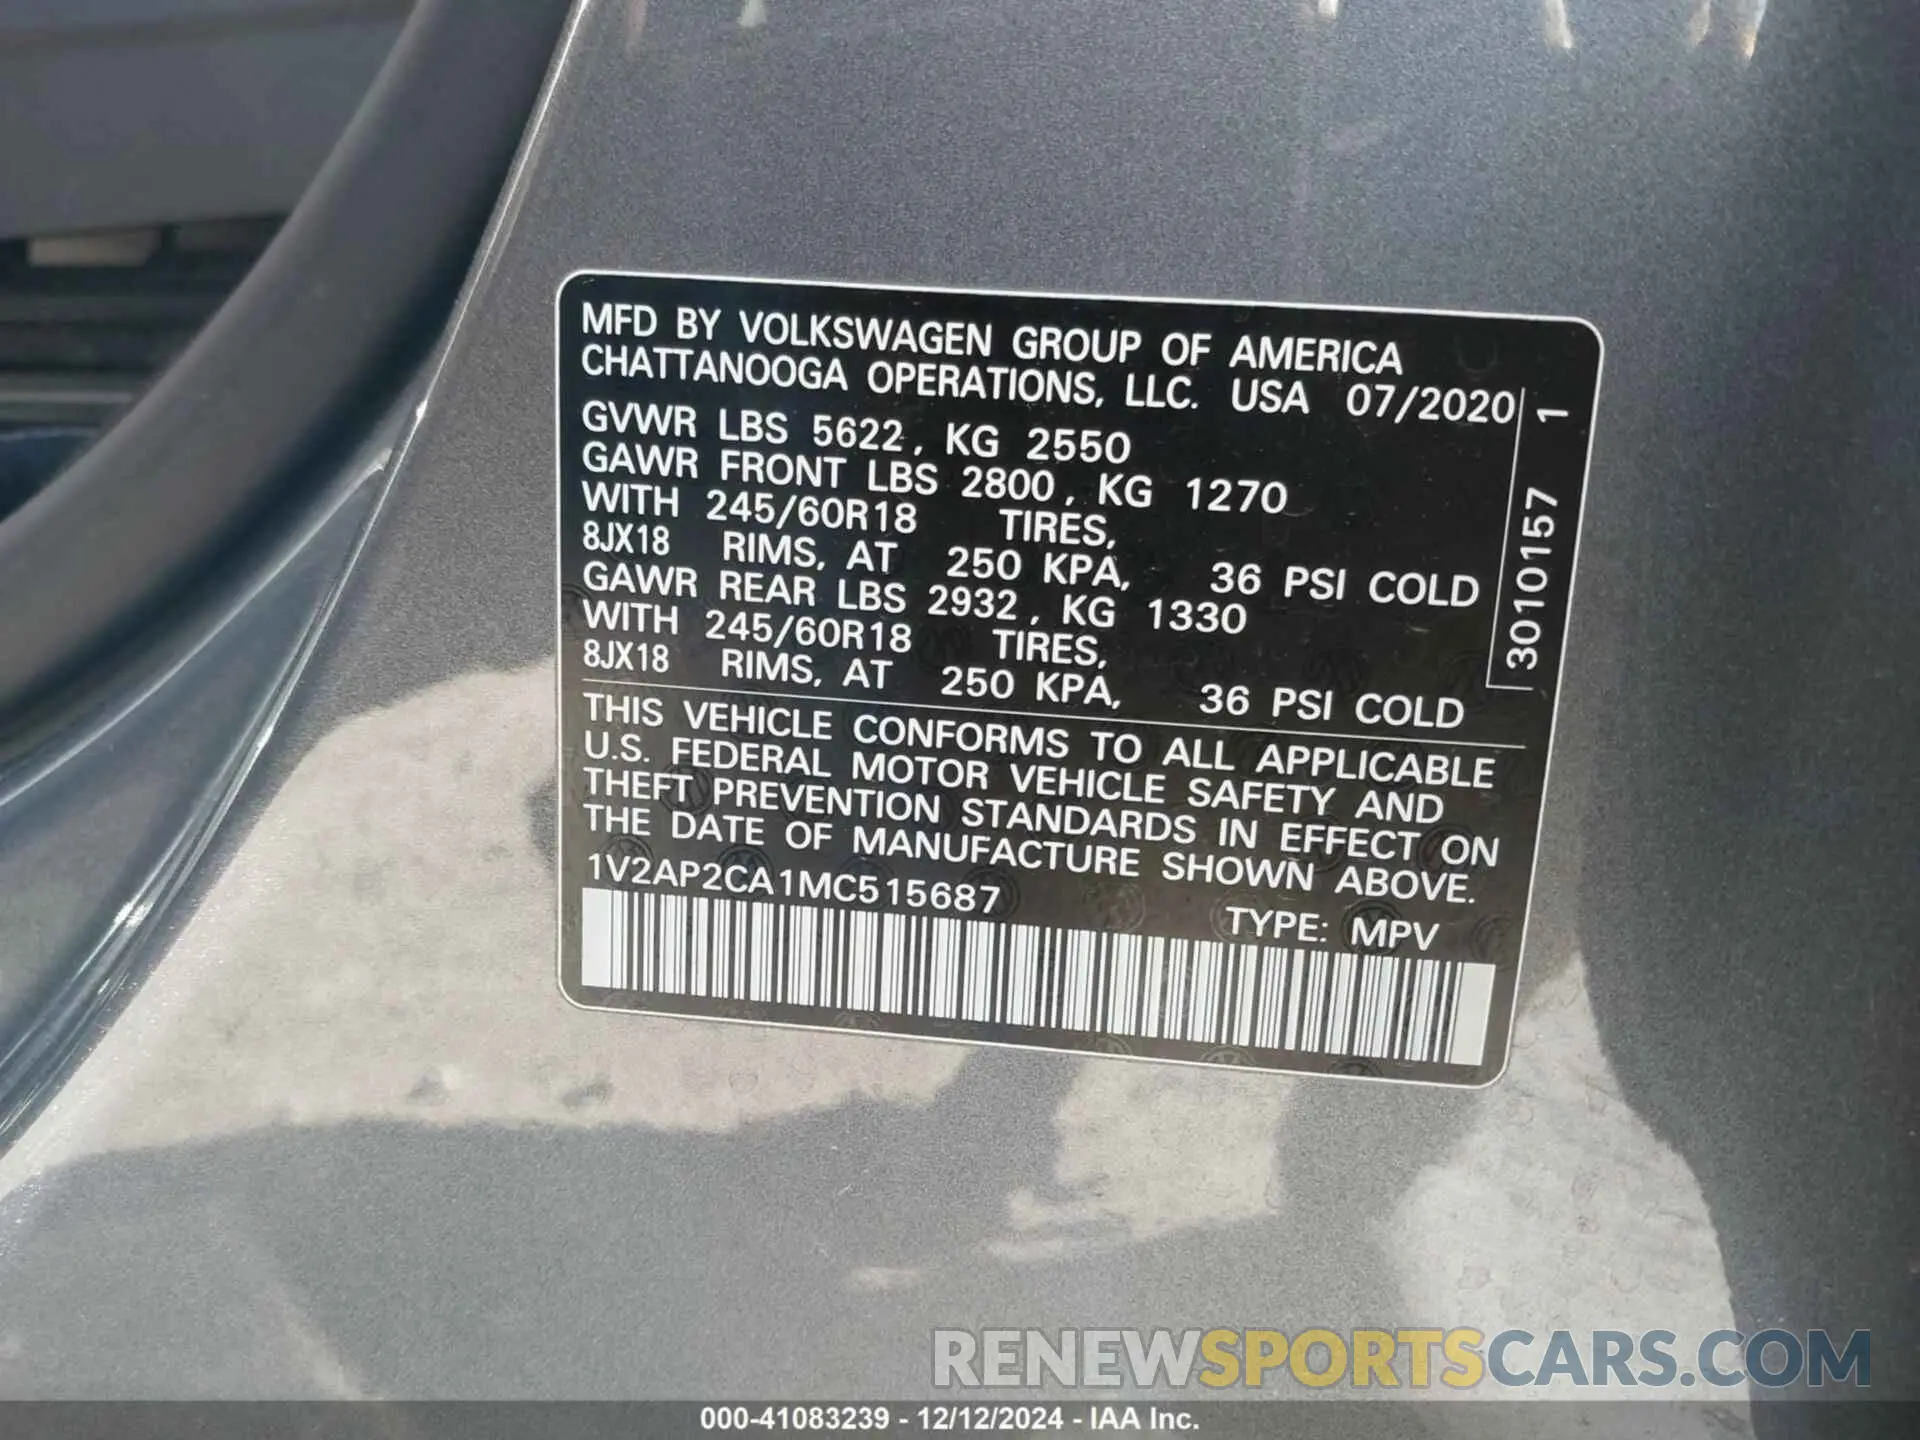 MFD BY VOLKSWAGEN GROUP OF AMERICA
CHATTANOOGA OPERATIONS, LLC. USA 07/2020
GVWR LBS 5622, KG 2550
GAWR FRONT LBS 2800, KG 1270
WITH 245/60R18 TIRES,
8JX18 RIMS, AT 250 KPA, 36 PSI COLD
GAWR REAR LBS 2932, KG 1330
WITH 245/60R18 TIRES,
8JX18 RIMS, AT 250 KPA, 36 PSI COLD
3010157 1
THIS VEHICLE CONFORMS TO ALL APPLICABLE
U.S. FEDERAL MOTOR VEHICLE SAFETY AND
THEFT PREVENTION STANDARDS IN EFFECT ON
THE DATE OF MANUFACTURE SHOWN ABOVE.
1V2AP2CA1MC515687
TYPE: MPV
RENEWSPORTSCARS.COM
000-41083239 - 12/12/2024 - IAA Inc.